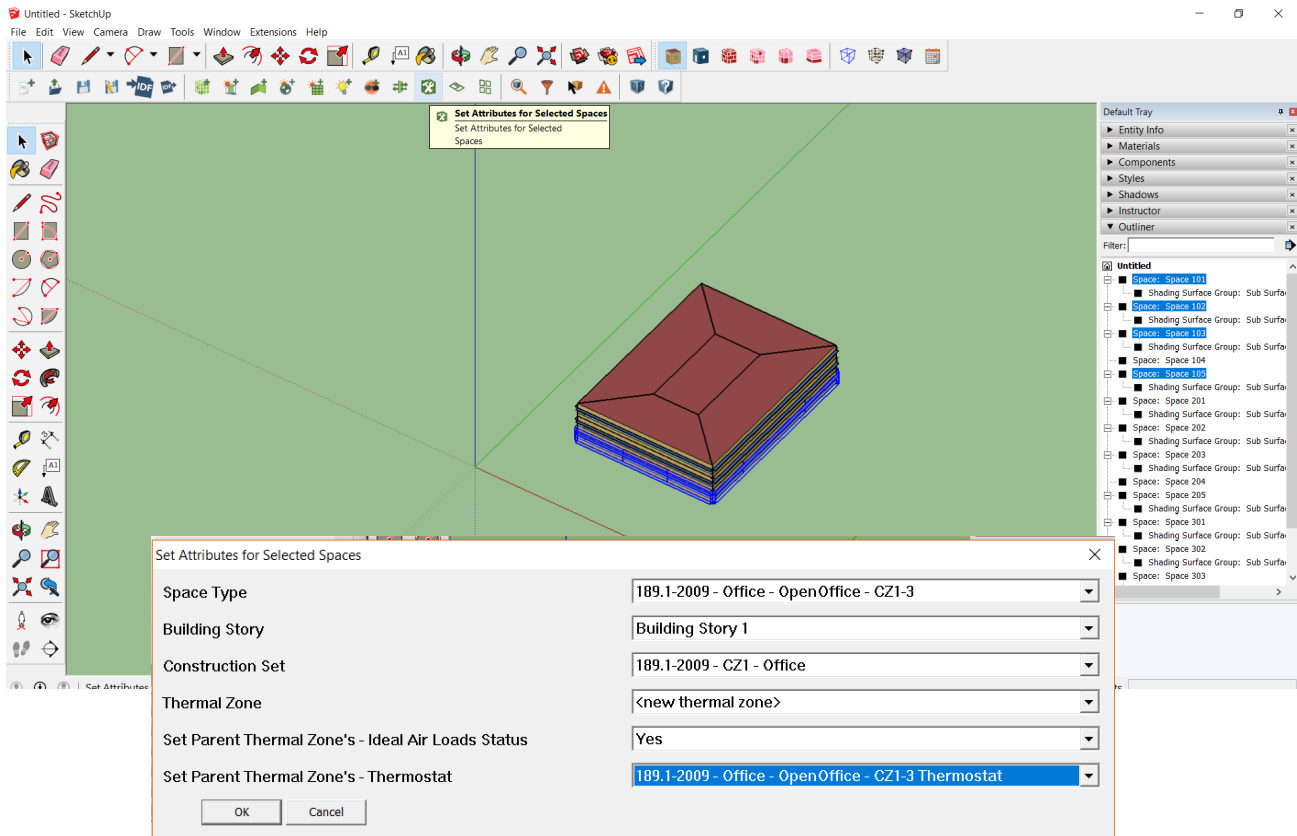 Untitled - SketchUp
File Edit View Camera Draw Tools Window Extensions Help
A1
IDF
IDF+
Set Attributes for Selected Spaces
Set Attributes for Selected
Spaces
Default Tray
Entity Info
Materials
Components
Styles
Shadows
Instructor
Outliner
Filter:
Untitled
Space: Space 101
Shading Surface Group: Sub Surfa
Space: Space 102
Shading Surface Group: Sub Surfa
Space: Space 103
Shading Surface Group: Sub Surfa
Space: Space 104
Space: Space 105
Shading Surface Group: Sub Surfa
Space: Space 201
Shading Surface Group: Sub Surfa
Space: Space 202
Shading Surface Group: Sub Surfa
Space: Space 203
Shading Surface Group: Sub Surfa
Space: Space 204
Space: Space 205
Shading Surface Group: Sub Surfa
Space: Space 301
Shading Surface Group: Sub Surfa
Space: Space 302
Shading Surface Group: Sub Surfa
Space: Space 303
A1
Set Attributes
Set Attributes for Selected Spaces
Space Type 189.1-2009 - Office - OpenOffice - CZ1-3
Building Story Building Story 1
Construction Set 189.1-2009 - CZ1 - Office
Thermal Zone <new thermal zone>
Set Parent Thermal Zone's - Ideal Air Loads Status Yes
Set Parent Thermal Zone's - Thermostat 189.1-2009 - Office - OpenOffice - CZ1-3 Thermostat
OK Cancel